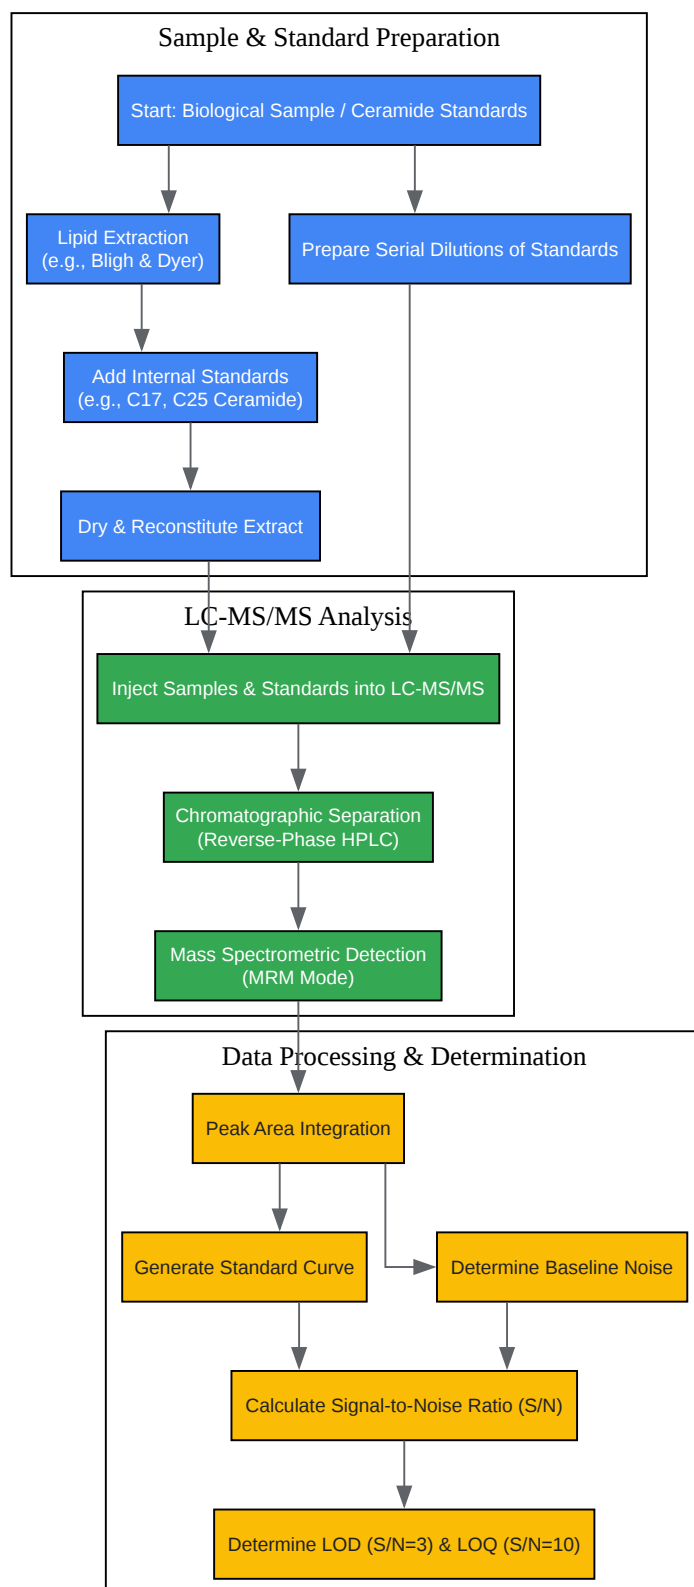 Sample & Standard Preparation
Start: Biological Sample / Ceramide Standards
Lipid Extraction
(e.g., Bligh & Dyer)
Prepare Serial Dilutions of Standards
Add Internal Standards
(e.g., C17, C25 Ceramide)
Dry & Reconstitute Extract
LC-MS/MS Analysis
Inject Samples & Standards into LC-MS/MS
Chromatographic Separation
(Reverse-Phase HPLC)
Mass Spectrometric Detection
(MRM Mode)
Data Processing & Determination
Peak Area Integration
Generate Standard Curve
Determine Baseline Noise
Calculate Signal-to-Noise Ratio (S/N)
Determine LOD (S/N=3) & LOQ (S/N=10)